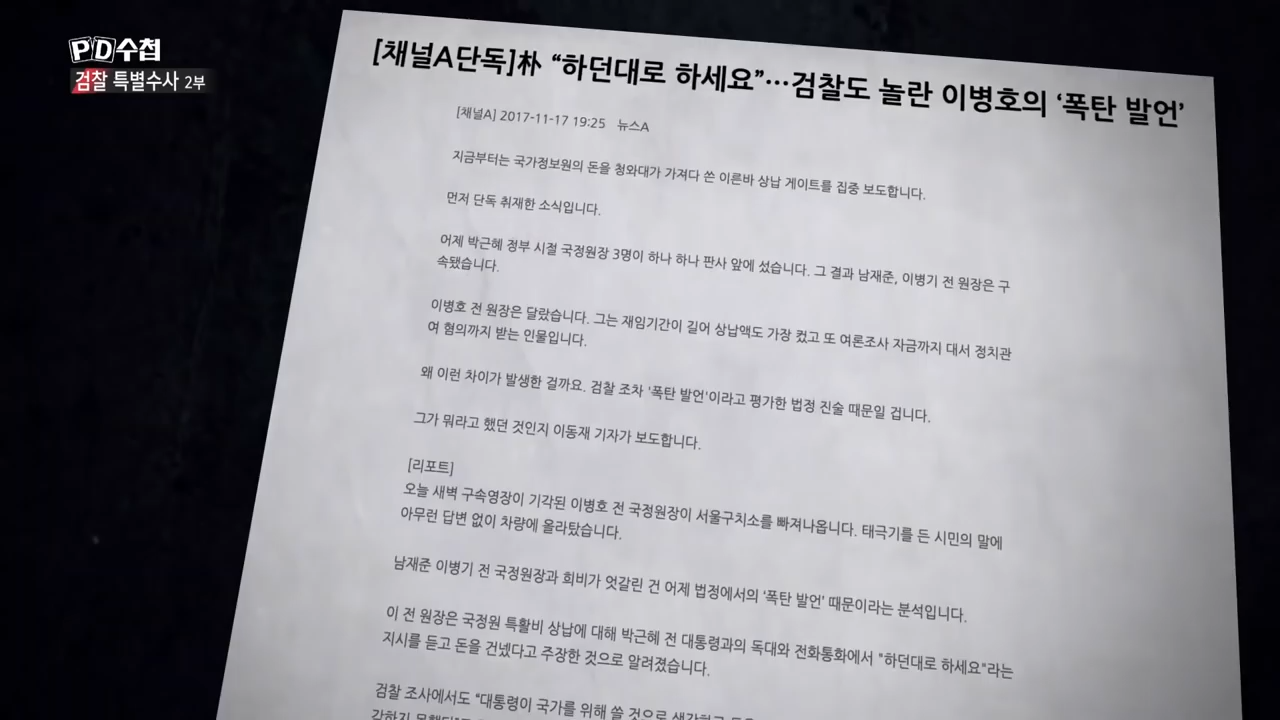 PD수첩
검찰 특별수사 2부
[채널A단독]朴 “하던대로 하세요”…검찰도 놀란 이병호의 ‘폭탄 발언’
[채널A] 2017-11-17 19:25 뉴스A
지금부터는 국가정보원의 돈을 청와대가 가져다 쓴 이른바 상납 게이트를 집중 보도합니다.
먼저 단독 취재한 소식입니다.
어제 박근혜 정부 시절 국정원장 3명이 하나 하나 판사 앞에 섰습니다. 그 결과 남재준, 이병기 전 원장은 구
속됐습니다.
이병호 전 원장은 달랐습니다. 그는 재임기간이 길어 상납액도 가장 컸고 또 여론조사 자금까지 대서 정치관
여 혐의까지 받는 인물입니다.
왜 이런 차이가 발생한 걸까요. 검찰 조차 '폭탄 발언'이라고 평가한 법정 진술 때문일 겁니다.
그가 뭐라고 했던 것인지 이동재 기자가 보도합니다.
[리포트]
오늘 새벽 구속영장이 기각된 이병호 전 국정원장이 서울구치소를 빠져나옵니다. 태극기를 든 시민의 말에
아무런 답변 없이 차량에 올라탔습니다.
남재준 이병기 전 국정원장과 희비가 엇갈린 건 어제 법정에서의 ‘폭탄 발언’ 때문이라는 분석입니다.
이 전 원장은 국정원 특활비 상납에 대해 박근혜 전 대통령과의 독대와 전화통화에서 "하던대로 하세요"라는
지시를 듣고 돈을 건넸다고 주장한 것으로 알려졌습니다.
검찰 조사에서도 “대통령이 국가를 위해 쓸 것으로 생각하고